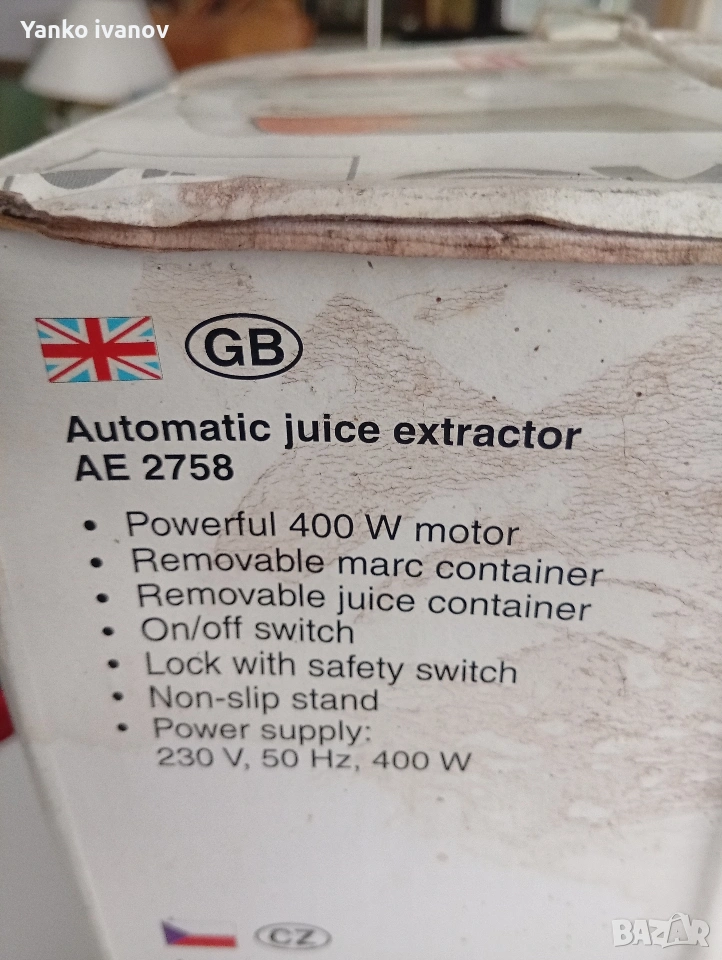 Yanko ivanov
GB
Automatic juice extractor
AE 2758
• Powerful 400 W motor
• Removable marc container
• Removable juice container
• On/off switch
• Lock with safety switch
• Non-slip stand
• Power supply:
230 V, 50 Hz, 400 W
CZ
BAZAR